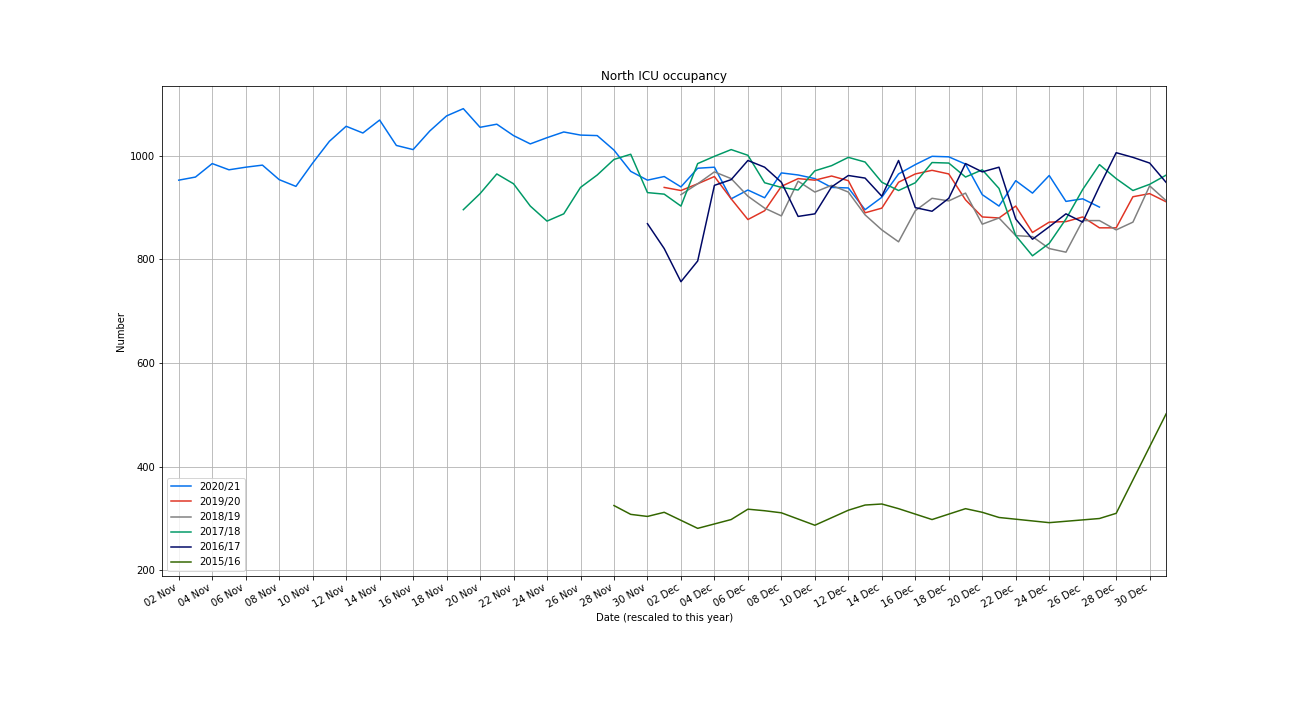 North ICU occupancy
Number
1000
800
600
400
200
2020/21
2019/20
2018/19
2017/18
2016/17
2015/16
02 Nov 04 Nov 06 Nov 08 Nov 10 Nov 12 Nov 14 Nov 16 Nov 18 Nov 20 Nov 22 Nov 24 Nov 26 Nov 28 Nov 30 Nov 02 Dec 04 Dec 06 Dec 08 Dec 10 Dec 12 Dec 14 Dec 16 Dec 18 Dec 20 Dec 22 Dec 24 Dec 26 Dec 28 Dec 30 Dec
Date (rescaled to this year)